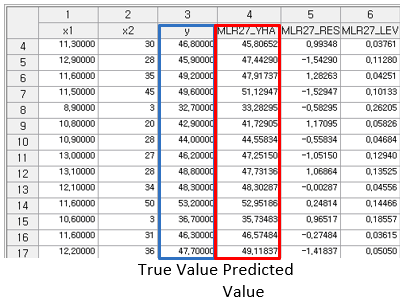 1 2 3 4 5 6
x1 x2 y MLR27_YHA MLR27_RES MLR27_LEV
4 11,30000 30 46,80000 45,80652 0,99348 0,03761
5 12,90000 28 45,90000 47,44290 -1,54290 0,11280
6 11,60000 35 49,20000 47,91737 1,28263 0,04251
7 11,50000 45 49,60000 51,12947 -1,52947 0,10133
8 8,90000 3 32,70000 33,28295 -0,58295 0,26205
9 10,80000 20 42,90000 41,72905 1,17095 0,05826
10 10,90000 28 44,00000 44,55834 -0,55834 0,04684
11 13,00000 27 46,20000 47,25150 -1,05150 0,12940
12 13,10000 28 48,80000 47,73136 1,06864 0,13525
13 12,10000 34 48,30000 48,30287 -0,00287 0,04556
14 11,60000 50 53,20000 52,95186 0,24814 0,14466
15 10,60000 3 36,70000 35,73483 0,96517 0,18557
16 11,60000 31 46,30000 46,57484 -0,27484 0,03615
17 12,20000 36 47,70000 49,11837 -1,41837 0,05050
True Value Predicted
Value